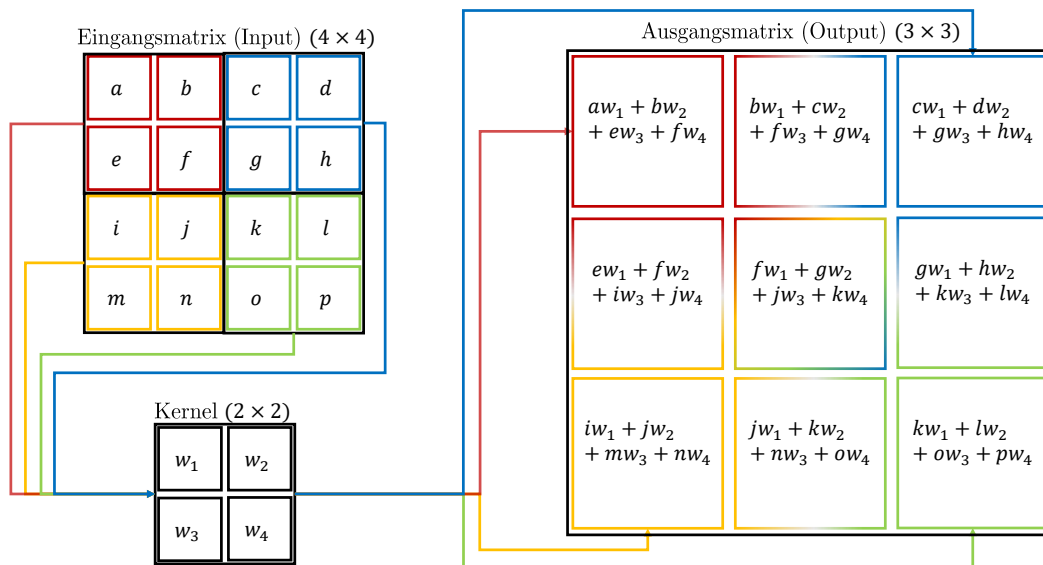 Eingangsmatrix (Input) (4 × 4)
a b c d
e f g h
i j k l
m n o p
Kernel (2 × 2)
w₁ w₂
w₃ w₄
Ausgangsmatrix (Output) (3 × 3)
aw₁ + bw₂
+ ew₃ + fw₄
bw₁ + cw₂
+ fw₃ + gw₄
cw₁ + dw₂
+ gw₃ + hw₄
ew₁ + fw₂
+ iw₃ + jw₄
fw₁ + gw₂
+ jw₃ + kw₄
gw₁ + hw₂
+ kw₃ + lw₄
iw₁ + jw₂
+ mw₃ + nw₄
jw₁ + kw₂
+ nw₃ + ow₄
kw₁ + lw₂
+ ow₃ + pw₄